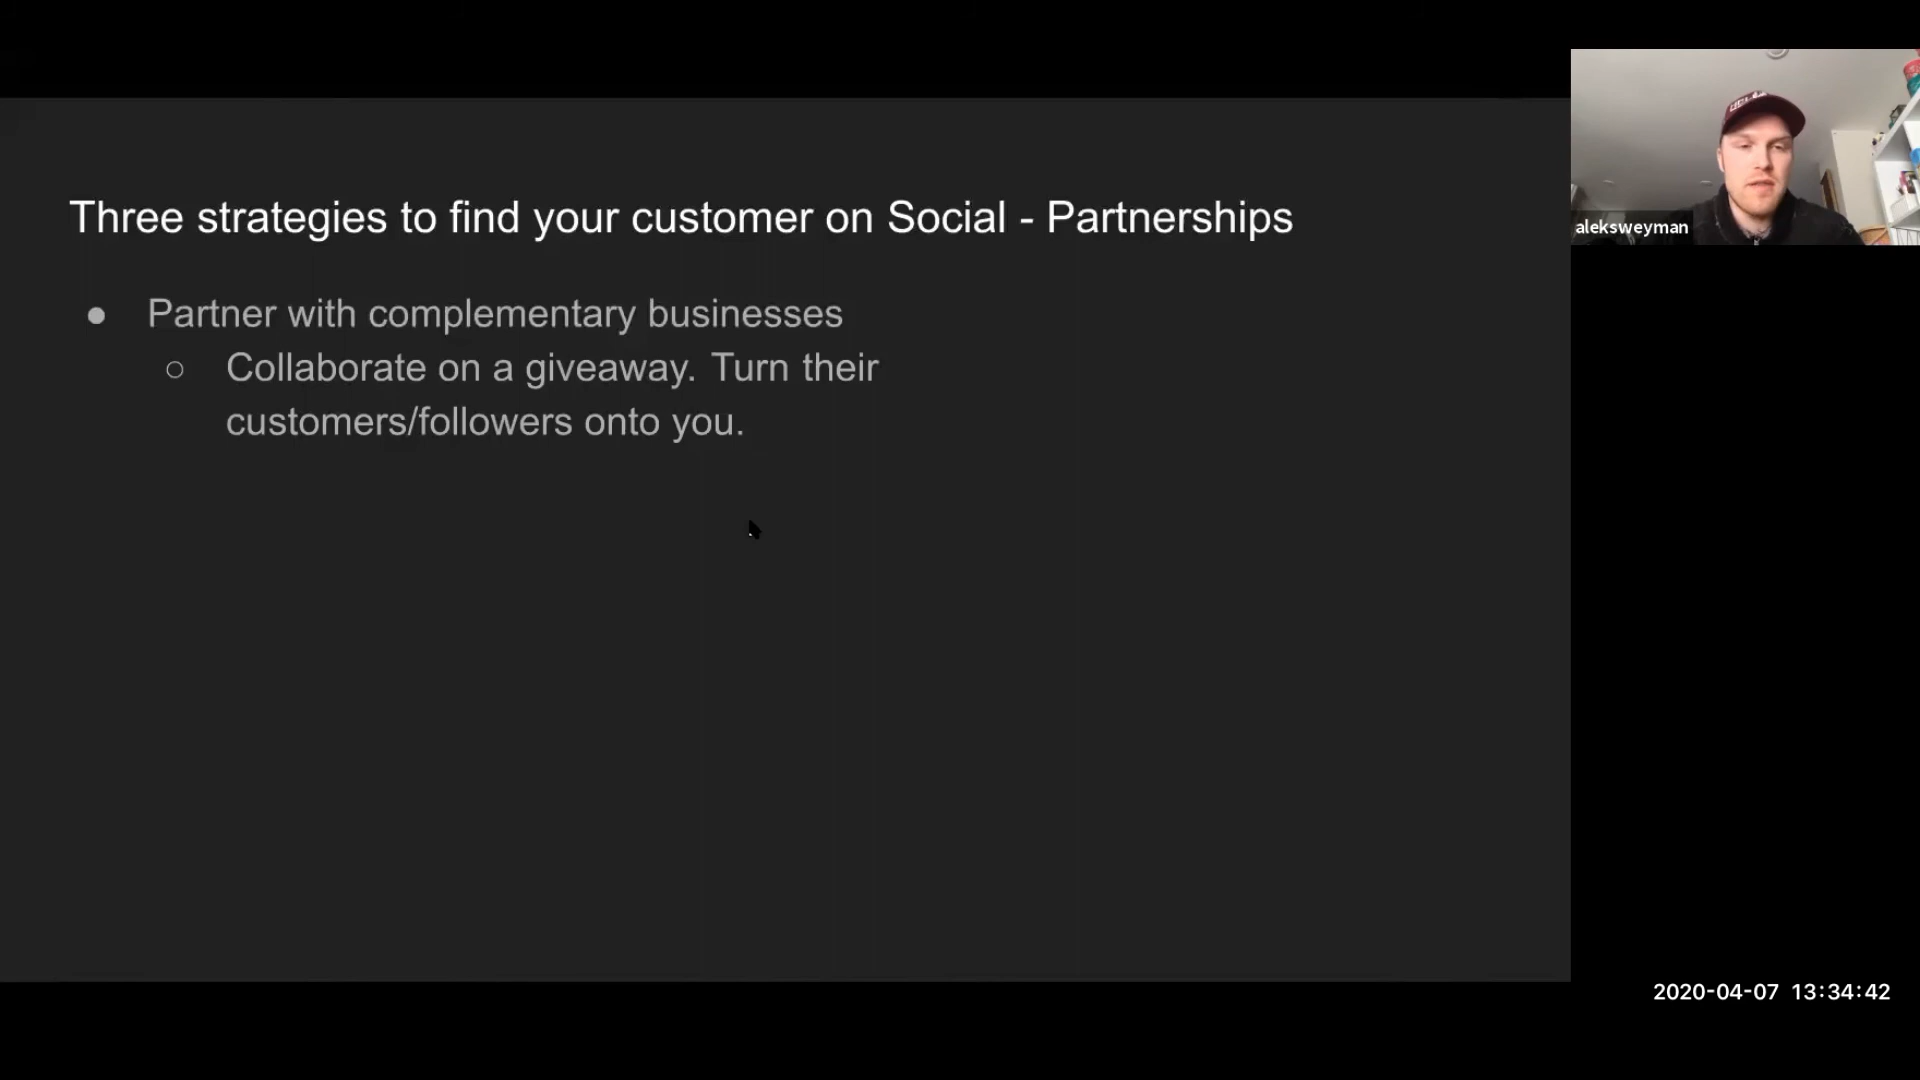 Three strategies to find your customer on Social - Partnerships
● Partner with complementary businesses
○ Collaborate on a giveaway. Turn their
customers/followers onto you.
aleksweyman
2020-04-07 13:34:42